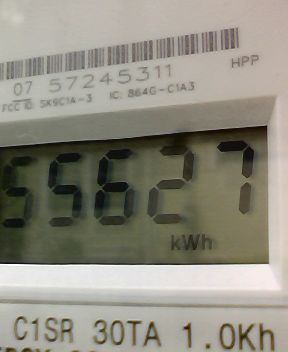 07 57245311
HPP
FCC ID: SK9C1A-3 IC: 864G-C1A3
55627
kWh
C1SR 30TA 1.0Kh